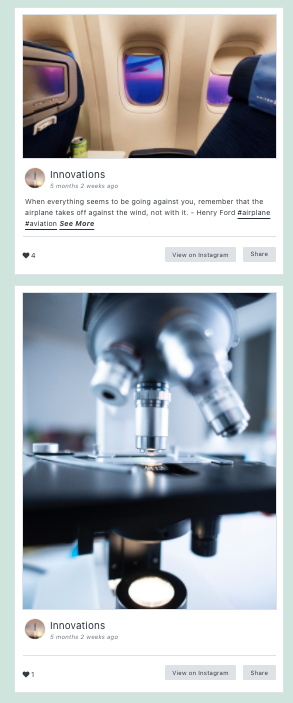 Innovations
5 months 2 weeks ago
When everything seems to be going against you, remember that the
airplane takes off against the wind, not with it. - Henry Ford #airplane
#aviation See More
4
View on Instagram
Share
Innovations
5 months 2 weeks ago
1
View on Instagram
Share